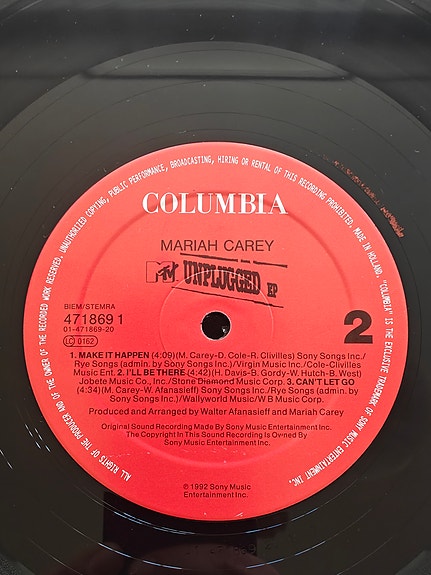 ALL RIGHTS OF THE PRODUCER AND OF THE OWNER OF THE RECORDED WORK RESERVED. UNAUTHORIZED COPYING, PUBLIC PERFORMANCE, BROADCASTING, HIRING OR RENTAL OF THIS RECORDING PROHIBITED. MADE IN HOLLAND. "COLUMBIA" IS THE EXCLUSIVE TRADEMARK OF SONY MUSIC ENTERTAINMENT INC.
COLUMBIA
MARIAH CAREY
MTV UNPLUGGED EP
BIEM/STEMRA
471869 1
01-471869-20
LC 0162
2
1. MAKE IT HAPPEN (4:09)(M. Carey-D. Cole-R. Clivilles) Sony Songs Inc./
Rye Songs (admin. by Sony Songs Inc.)/Virgin Music Inc./Cole-Clivilles
Music Ent. 2. I'LL BE THERE (4:42)(H. Davis-B. Gordy-W. Hutch-B. West)
Jobete Music Co., Inc./Stone Diamond Music Corp. 3. CAN'T LET GO
(4:34)(M. Carey-W. Afanasieff) Sony Songs Inc./Rye Songs (admin. by
Sony Songs Inc.)/Wallyworld Music/W B Music Corp.
Produced and Arranged by Walter Afanasieff and Mariah Carey
Original Sound Recording Made By Sony Music Entertainment Inc.
The Copyright In This Sound Recording is Owned By
Sony Music Entertainment Inc.
℗ 1992 Sony Music
Entertainment Inc.